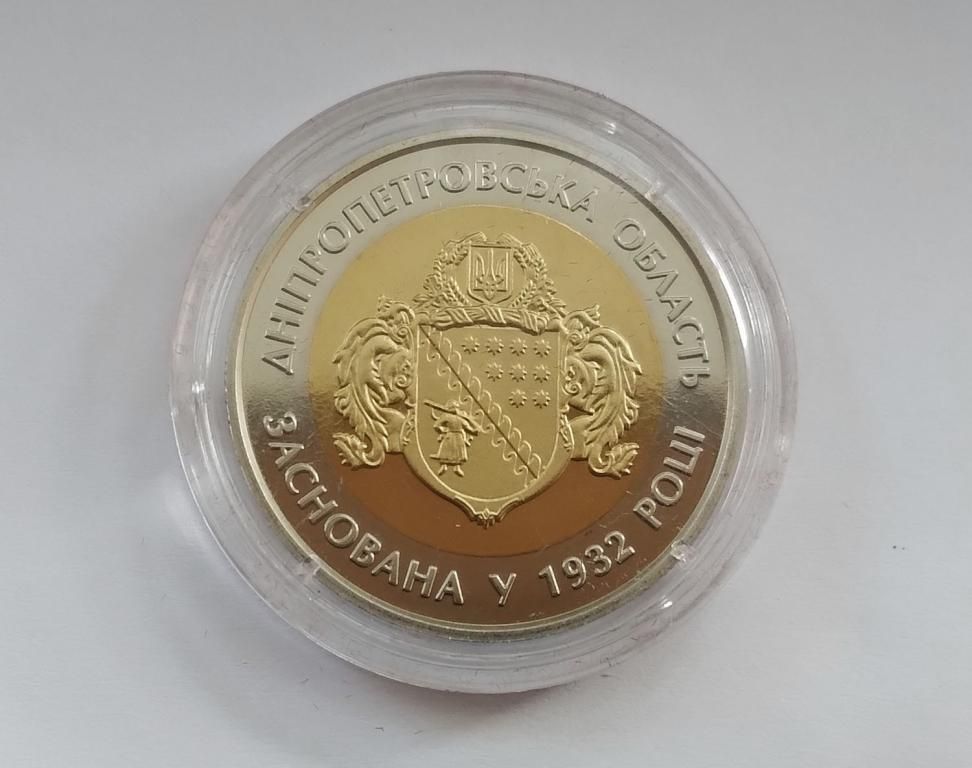 ДНІПРОПЕТРОВСЬКА ОБЛАСТЬ
ЗАСНОВАНА У 1932 РОЦІ